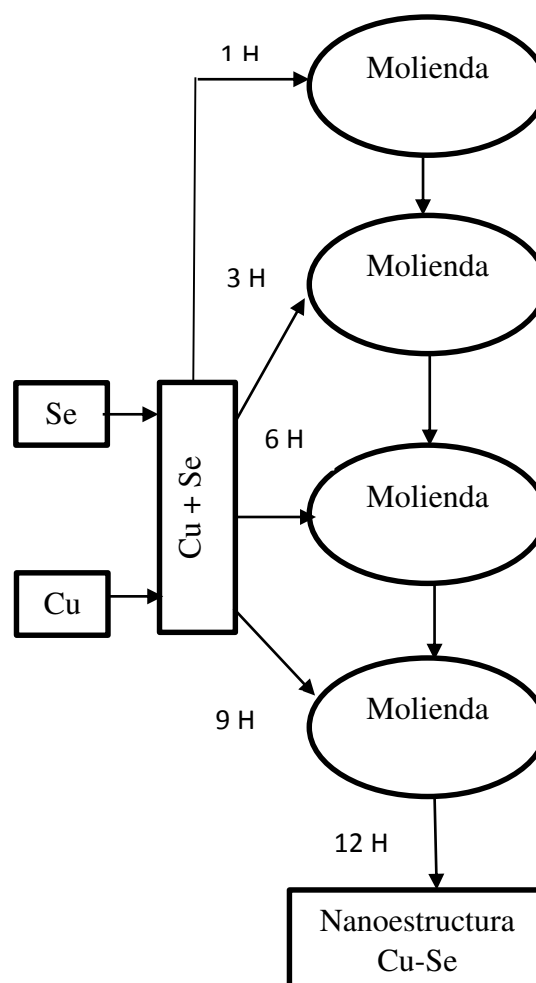 1 H
Molienda
3 H
Molienda
Se
Cu + Se
6 H
Molienda
Cu
9 H
Molienda
12 H
Nanoestructura
Cu-Se